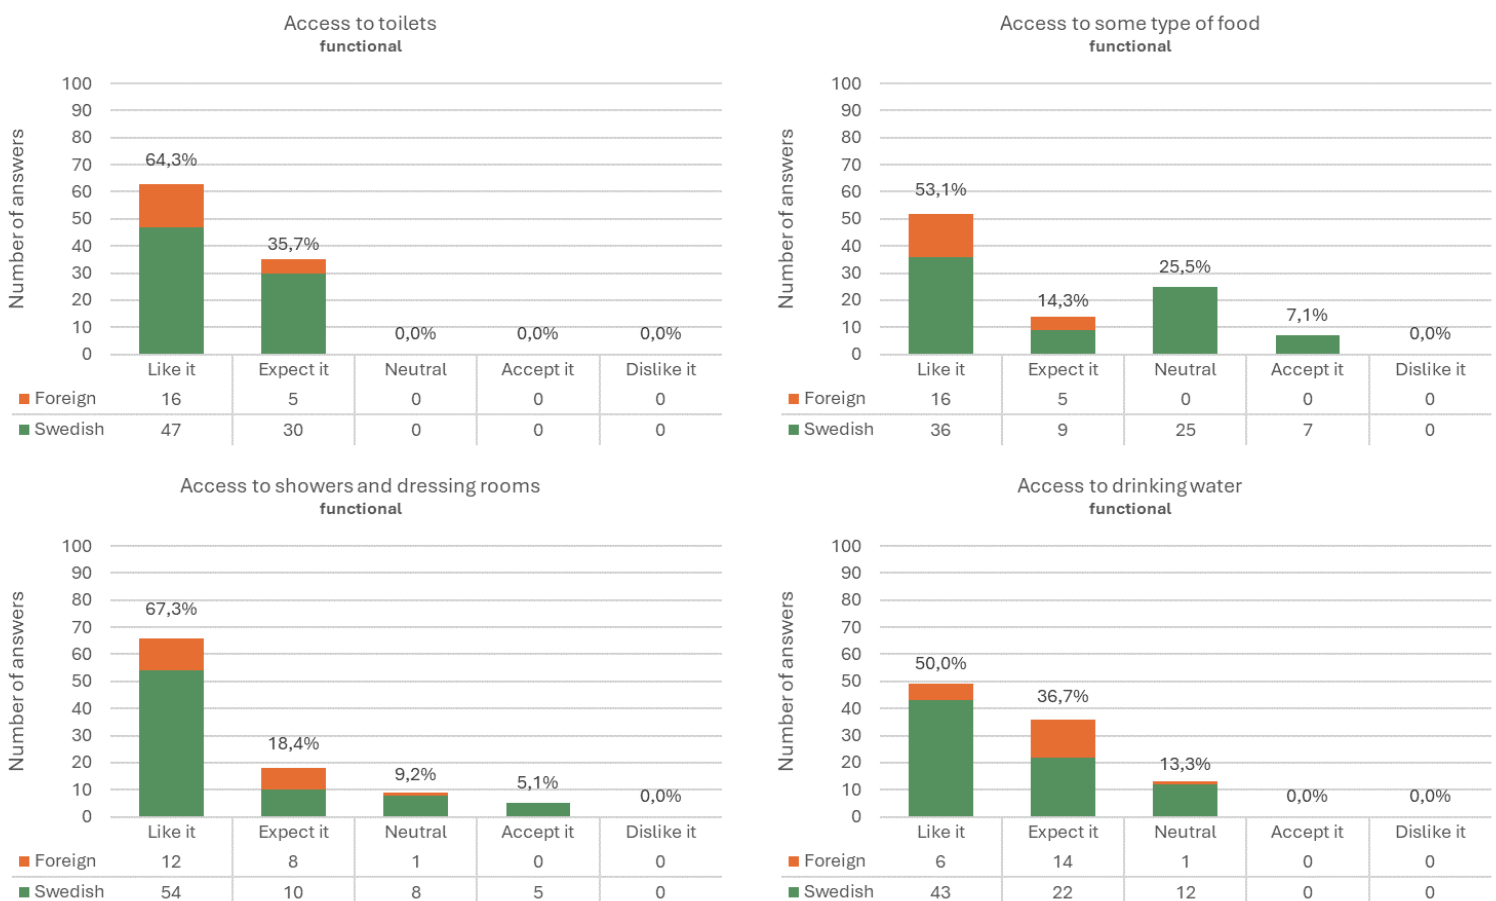 Access to toilets
functional
Number of answers
100
90
80
70
60
50
40
30
20
10
0
64,3%
35,7%
0,0%
0,0%
0,0%
Like it Expect it Neutral Accept it Dislike it
Foreign 16 5 0 0 0
Swedish 47 30 0 0 0
Access to some type of food
functional
Number of answers
100
90
80
70
60
50
40
30
20
10
0
53,1%
14,3%
25,5%
7,1%
0,0%
Like it Expect it Neutral Accept it Dislike it
Foreign 16 5 0 0 0
Swedish 36 9 25 7 0
Access to showers and dressing rooms
functional
Number of answers
100
90
80
70
60
50
40
30
20
10
0
67,3%
18,4%
9,2%
5,1%
0,0%
Like it Expect it Neutral Accept it Dislike it
Foreign 12 8 1 0 0
Swedish 54 10 8 5 0
Access to drinking water
functional
Number of answers
100
90
80
70
60
50
40
30
20
10
0
50,0%
36,7%
13,3%
0,0%
0,0%
Like it Expect it Neutral Accept it Dislike it
Foreign 6 14 1 0 0
Swedish 43 22 12 0 0